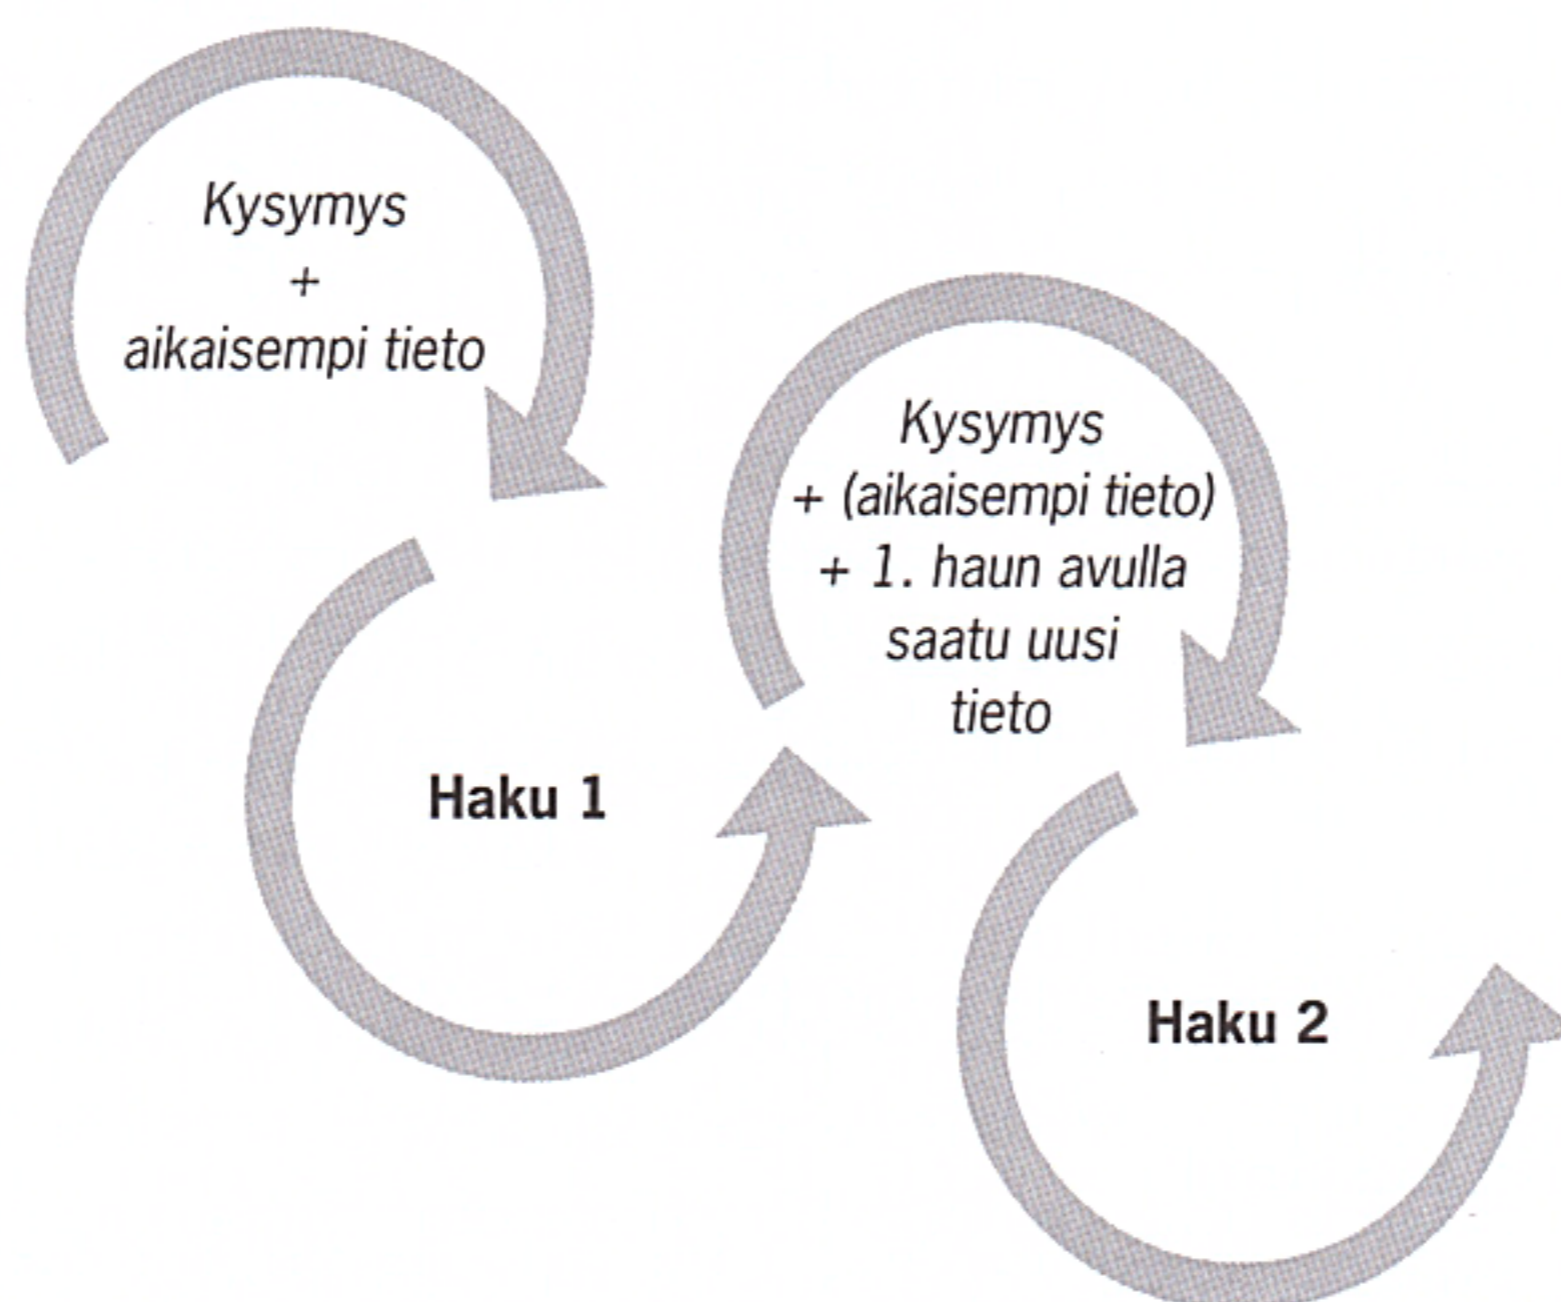 Kysymys
+
aikaisempi tieto
Haku 1
Kysymys
+ (aikaisempi tieto)
+ 1. haun avulla
saatu uusi
tieto
Haku 2